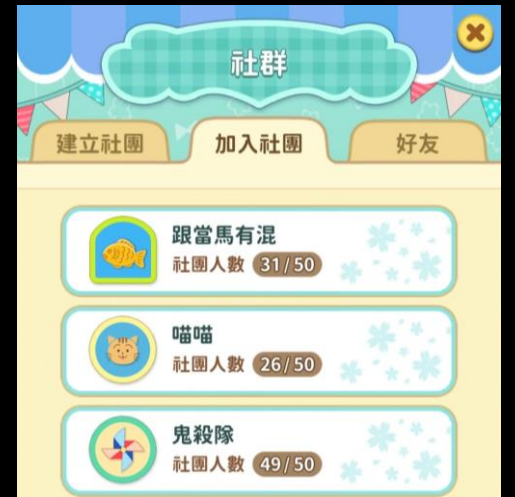 社群
建立社團 加入社團 好友
跟當馬有混
社團人數 31/50
喵喵
社團人數 26/50
鬼殺隊
社團人數 49/50